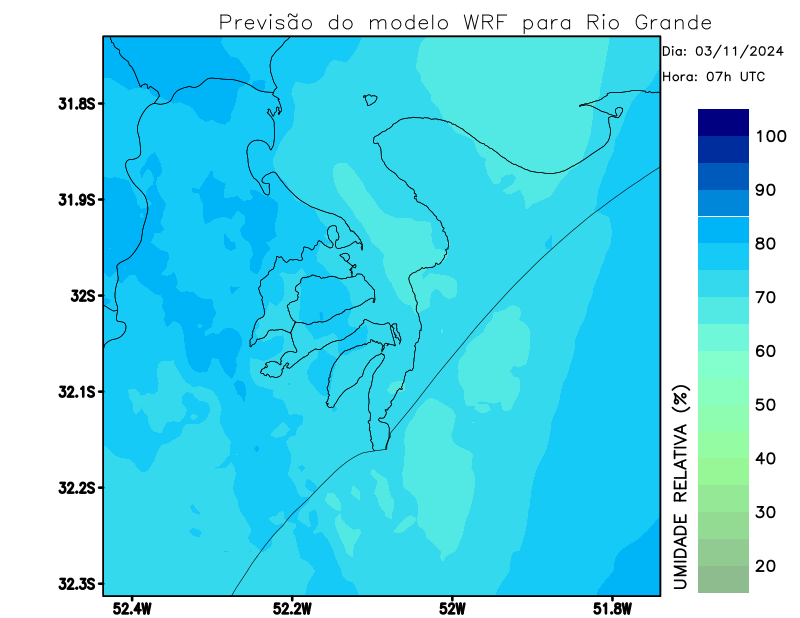 Previsão do modelo WRF para Rio Grande
Dia: 03/11/2024
Hora: 07h UTC
31.8S
31.9S
32S
32.1S
32.2S
32.3S
52.4W
52.2W
52W
51.8W
100
90
80
70
60
50
40
30
20
UMIDADE RELATIVA (%)